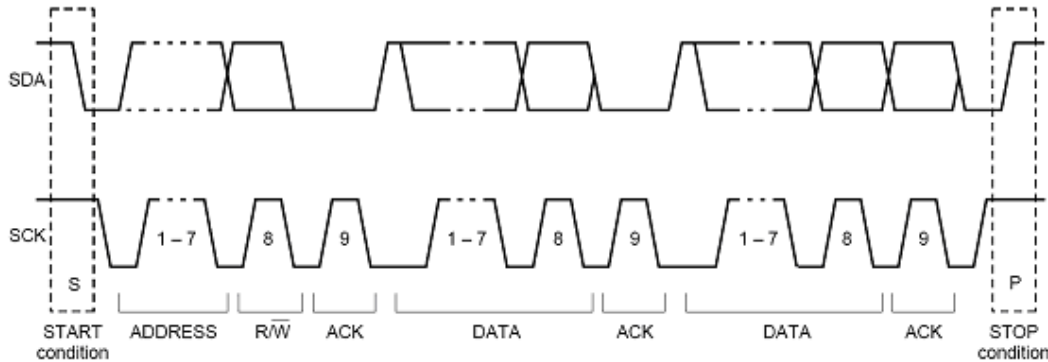 SDA
SCK
1 – 7 8 9 1 – 7 8 9 1 – 7 8 9
S P
START condition ADDRESS R/W̅ ACK DATA ACK DATA ACK STOP condition